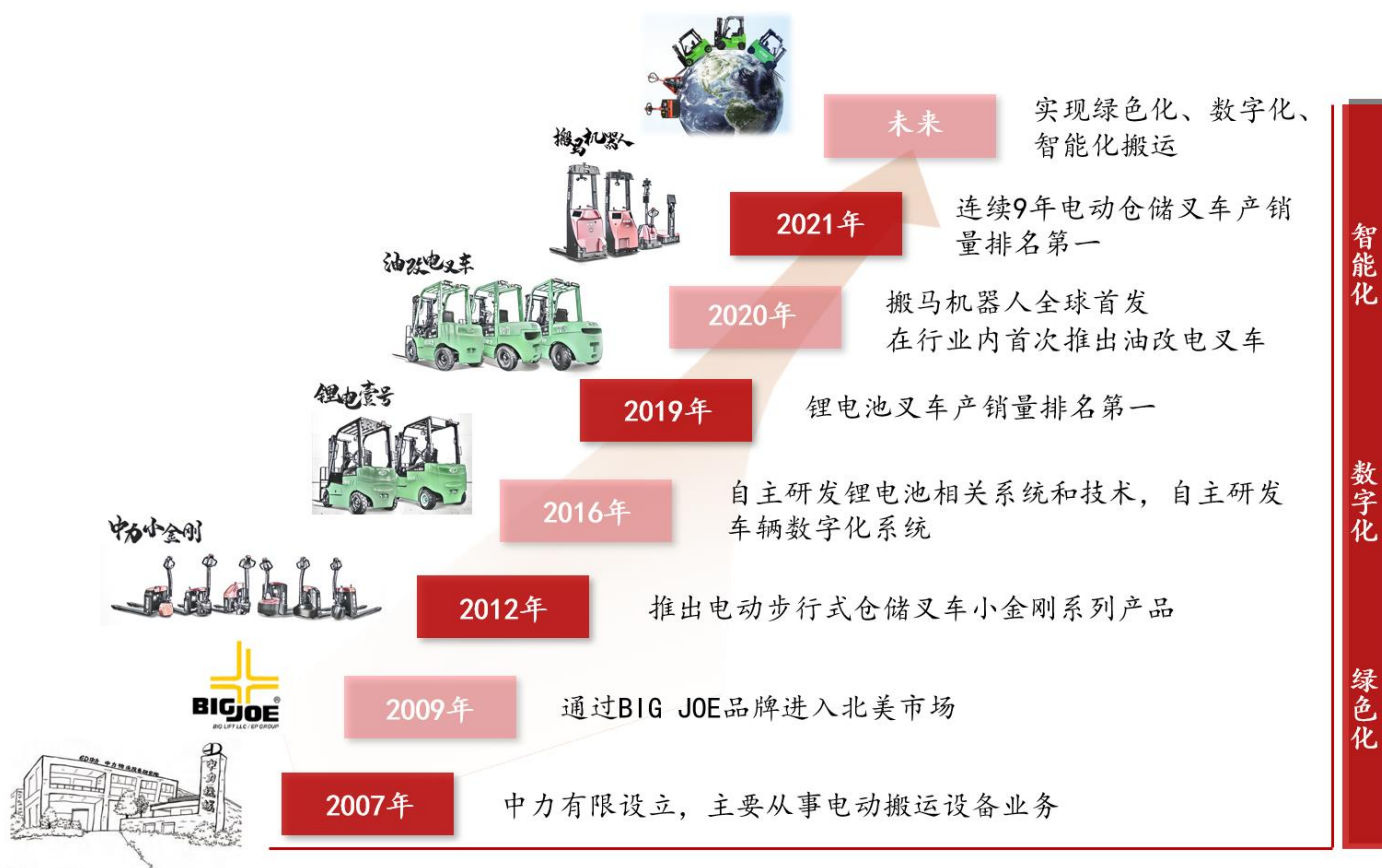 未来
实现绿色化、数字化、
智能化搬运
搬马机器人
2021年
连续9年电动仓储叉车产销
量排名第一
油改电叉车
2020年
搬马机器人全球首发
在行业内首次推出油改电叉车
锂电壹号
2019年
锂电池叉车产销量排名第一
2016年
自主研发锂电池相关系统和技术，自主研发
车辆数字化系统
中力小金刚
2012年
推出电动步行式仓储叉车小金刚系列产品
BIG
JOE
BIG LIFT LLC / EP GROUP
2009年
通过BIG JOE品牌进入北美市场
中力机械
2007年
中力有限设立，主要从事电动搬运设备业务
智能化
数字化
绿色化